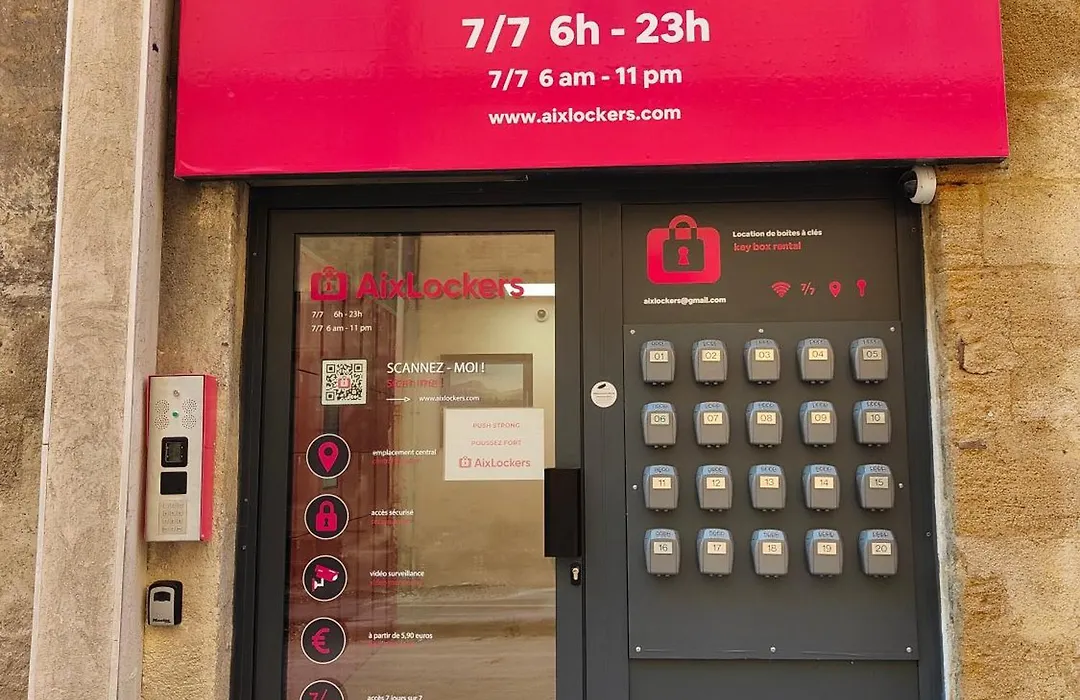 7/7 6h - 23h
7/7 6 am - 11 pm
www.aixlockers.com
AixLockers
7/7 6h - 23h
7/7 6 am - 11 pm
SCANNEZ - MOI !
scan me !
www.aixlockers.com
PUSH STRONG
POUSSEZ FORT
AixLockers
emplacement central
accès sécurisé
vidéo surveillance
à partir de 5,90 euros
accès 7 jours sur 7
7/
Location de boîtes à clés
key box rental
aixlockers@gmail.com
7/7
01 02 03 04 05
06 07 08 09 10
11 12 13 14 15
16 17 18 19 20